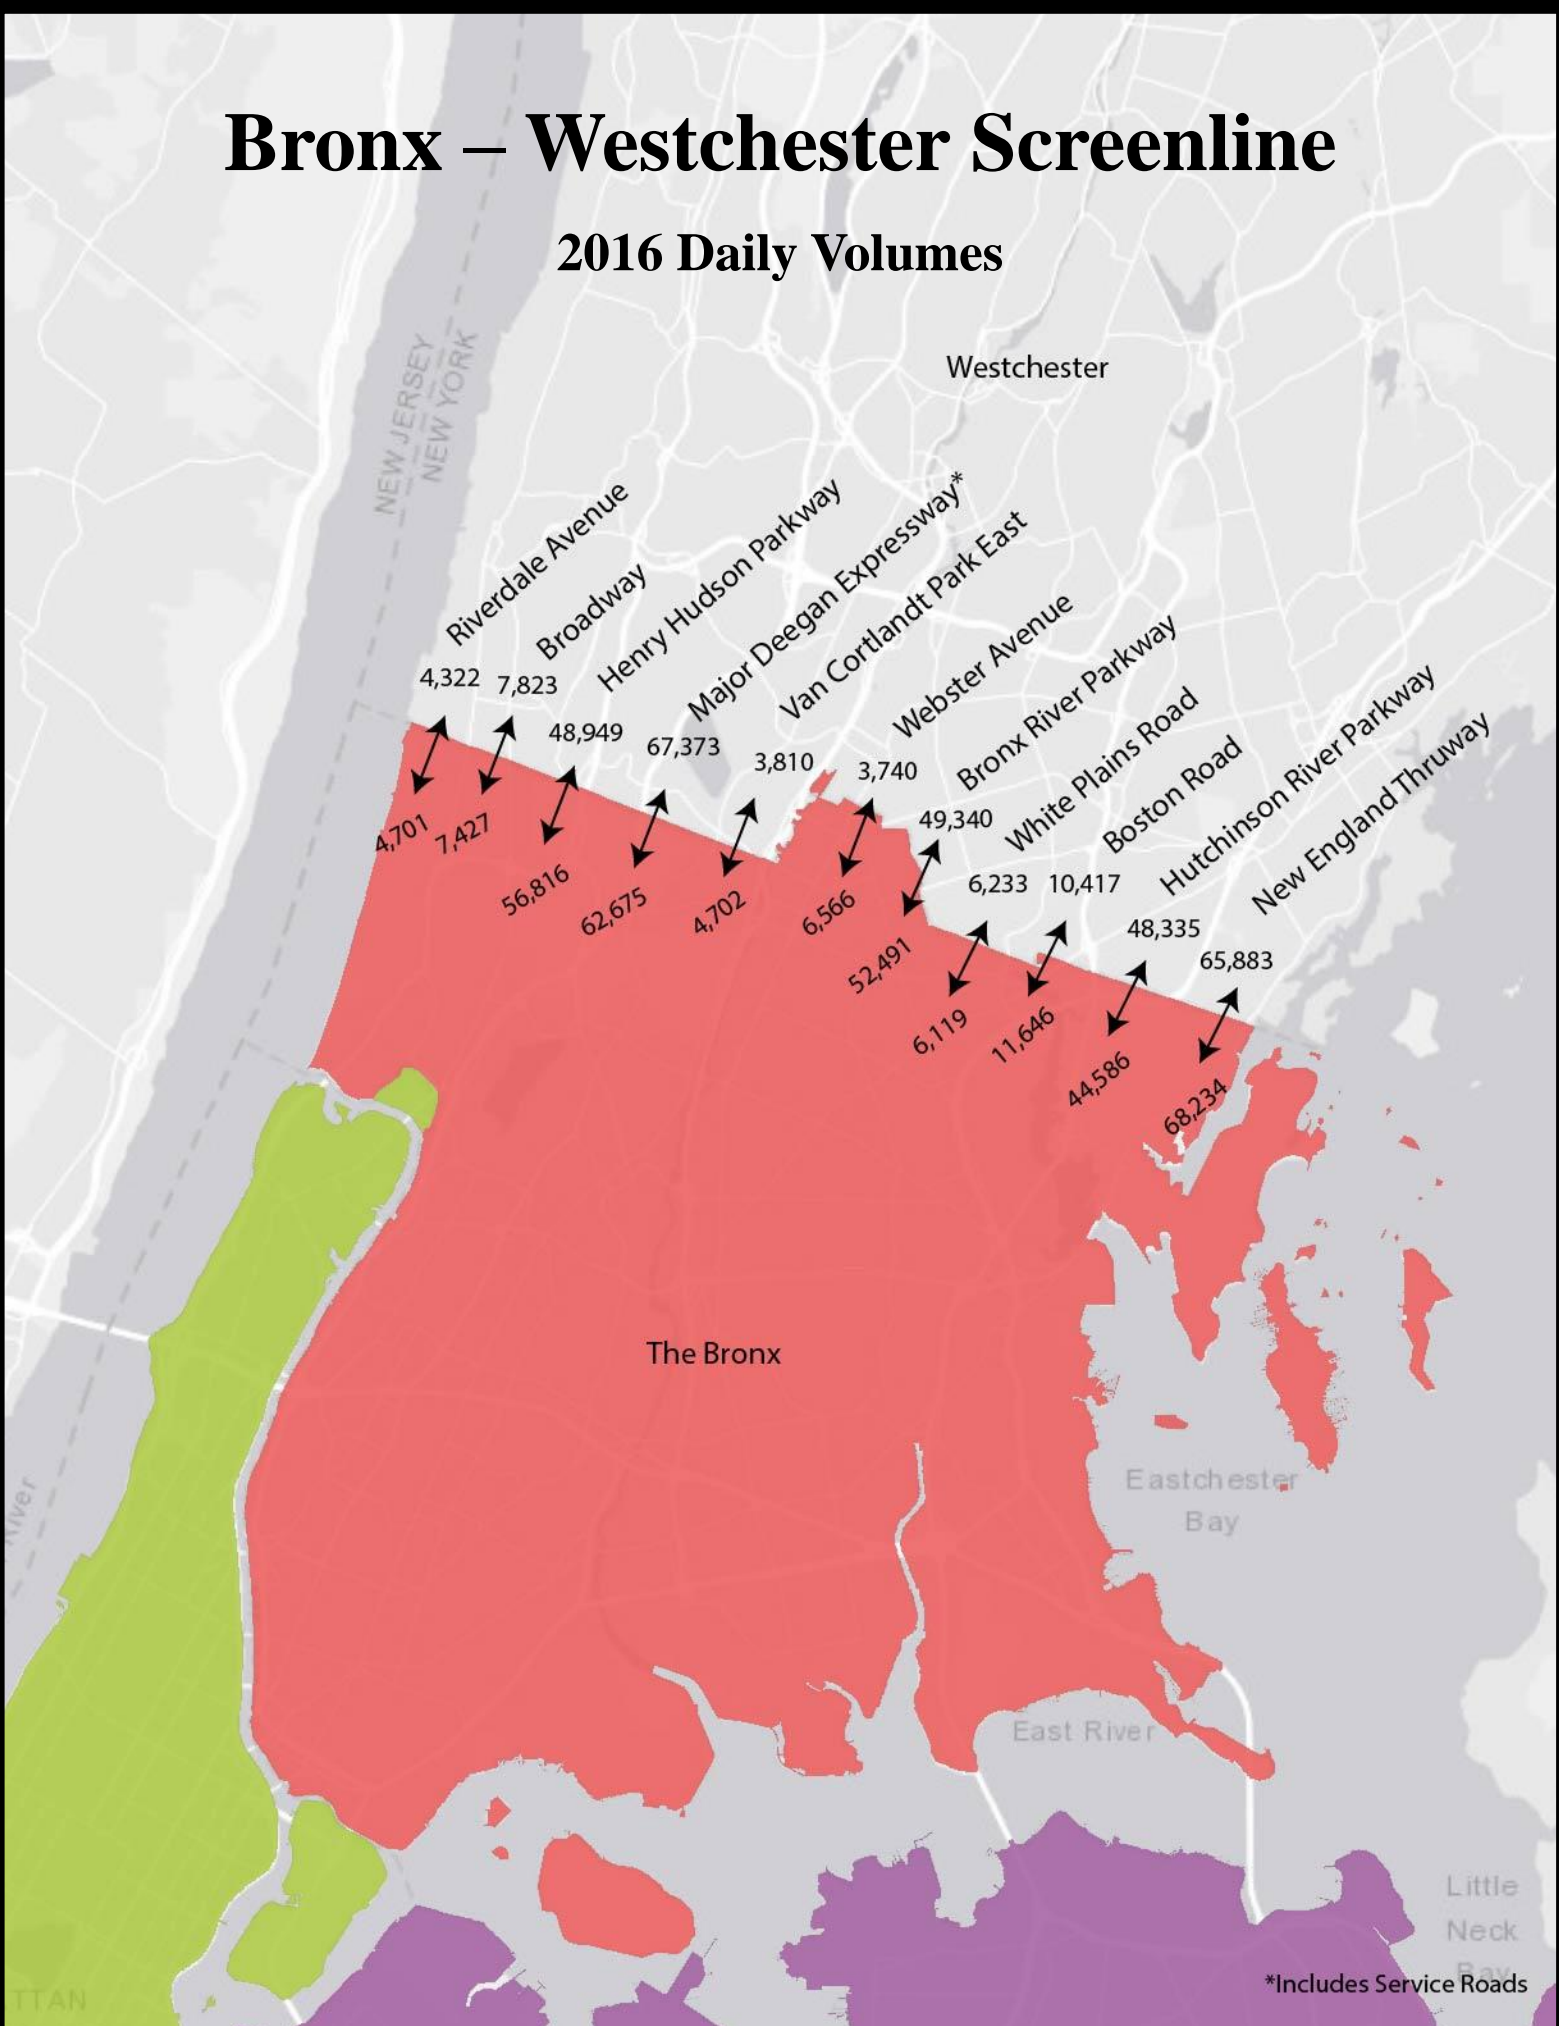 Bronx – Westchester Screenline
2016 Daily Volumes
Westchester
NEW JERSEY
NEW YORK
Riverdale Avenue
Broadway
Henry Hudson Parkway
Major Deegan Expressway*
Van Cortlandt Park East
Webster Avenue
Bronx River Parkway
White Plains Road
Boston Road
Hutchinson River Parkway
New England Thruway
4,322
7,823
48,949
67,373
3,810
3,740
49,340
6,233
10,417
48,335
65,883
4,701
7,427
56,816
62,675
4,702
6,566
52,491
6,119
11,646
44,586
68,234
The Bronx
Eastchester
Bay
River
East River
Little
Neck
Bay
*Includes Service Roads
TTAN